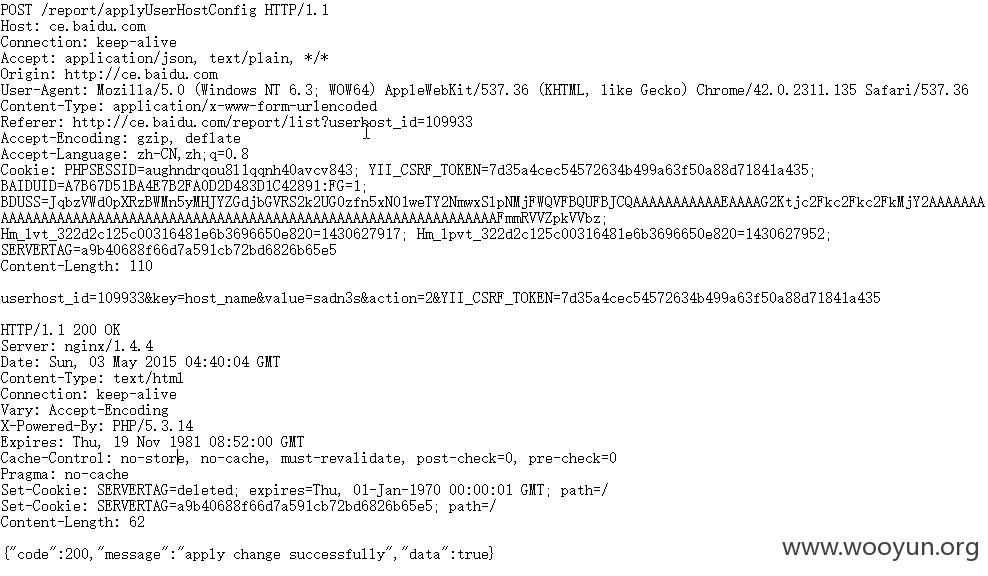 POST /report/applyUserHostConfig HTTP/1.1
Host: ce.baidu.com
Connection: keep-alive
Accept: application/json, text/plain, */*
Origin: http://ce.baidu.com
User-Agent: Mozilla/5.0 (Windows NT 6.3; WOW64) AppleWebKit/537.36 (KHTML, like Gecko) Chrome/42.0.2311.135 Safari/537.36
Content-Type: application/x-www-form-urlencoded
Referer: http://ce.baidu.com/report/list?userhost_id=109933
Accept-Encoding: gzip, deflate
Accept-Language: zh-CN,zh;q=0.8
Cookie: PHPSESSID=aughndrqou8llqqnh40avcv843; YII_CSRF_TOKEN=7d35a4cec54572634b499a63f50a88d71841a435;
BAIDUID=A7B67D51BA4E7B2FA0D2D483D1C42891:FG=1;
Hm_lvt_322d2c125c00316481e6b3696650e820=1430627917; Hm_lpvt_322d2c125c00316481e6b3696650e820=1430627952;
SERVERTAG=a9b40688f66d7a591cb72bd6826b65e5
Content-Length: 110
userhost_id=109933&key=host_name&value=sadn3s&action=2&YII_CSRF_TOKEN=7d35a4cec54572634b499a63f50a88d71841a435
HTTP/1.1 200 OK
Server: nginx/1.4.4
Date: Sun, 03 May 2015 04:40:04 GMT
Content-Type: text/html
Connection: keep-alive
Vary: Accept-Encoding
X-Powered-By: PHP/5.3.14
Expires: Thu, 19 Nov 1981 08:52:00 GMT
Cache-Control: no-store, no-cache, must-revalidate, post-check=0, pre-check=0
Pragma: no-cache
Set-Cookie: SERVERTAG=deleted; expires=Thu, 01-Jan-1970 00:00:01 GMT; path=/
Set-Cookie: SERVERTAG=a9b40688f66d7a591cb72bd6826b65e5; path=/
Content-Length: 62
{"code":200,"message":"apply change successfully","data":true}
www.wooyun.org